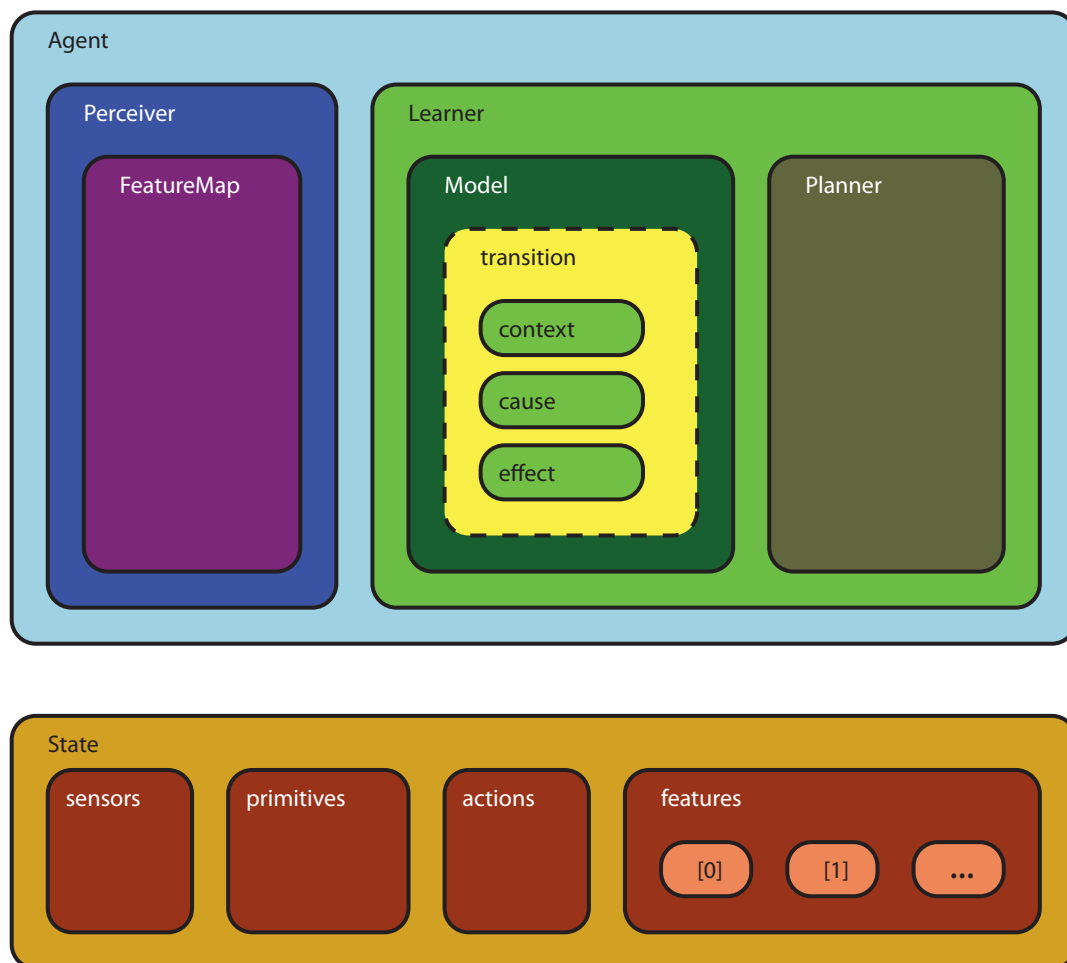 Agent
Perceiver
Learner
FeatureMap
Model
Planner
transition
context
cause
effect
State
sensors
primitives
actions
features
[0]
[1]
...